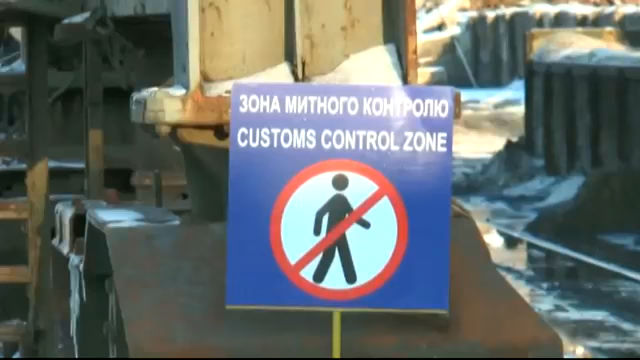 ЗОНА МИТНОГО КОНТРОЛЮ
CUSTOMS CONTROL ZONE